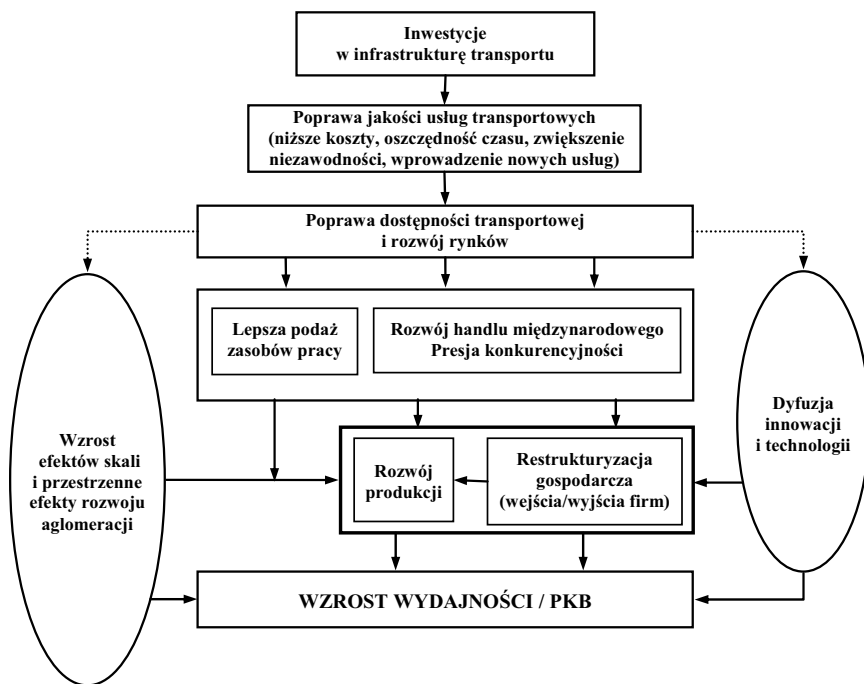 Inwestycje
w infrastrukturę transportu
Poprawa jakości usług transportowych
(niższe koszty, oszczędność czasu, zwiększenie
niezawodności, wprowadzenie nowych usług)
Poprawa dostępności transportowej
i rozwój rynków
Lepsza podaż
zasobów pracy
Rozwój handlu międzynarodowego
Presja konkurencyjności
Wzrost
efektów skali
i przestrzenne
efekty rozwoju
aglomeracji
Dyfuzja
innowacji
i technologii
Rozwój
produkcji
Restrukturyzacja
gospodarcza
(wejścia/wyjścia firm)
WZROST WYDAJNOŚCI / PKB